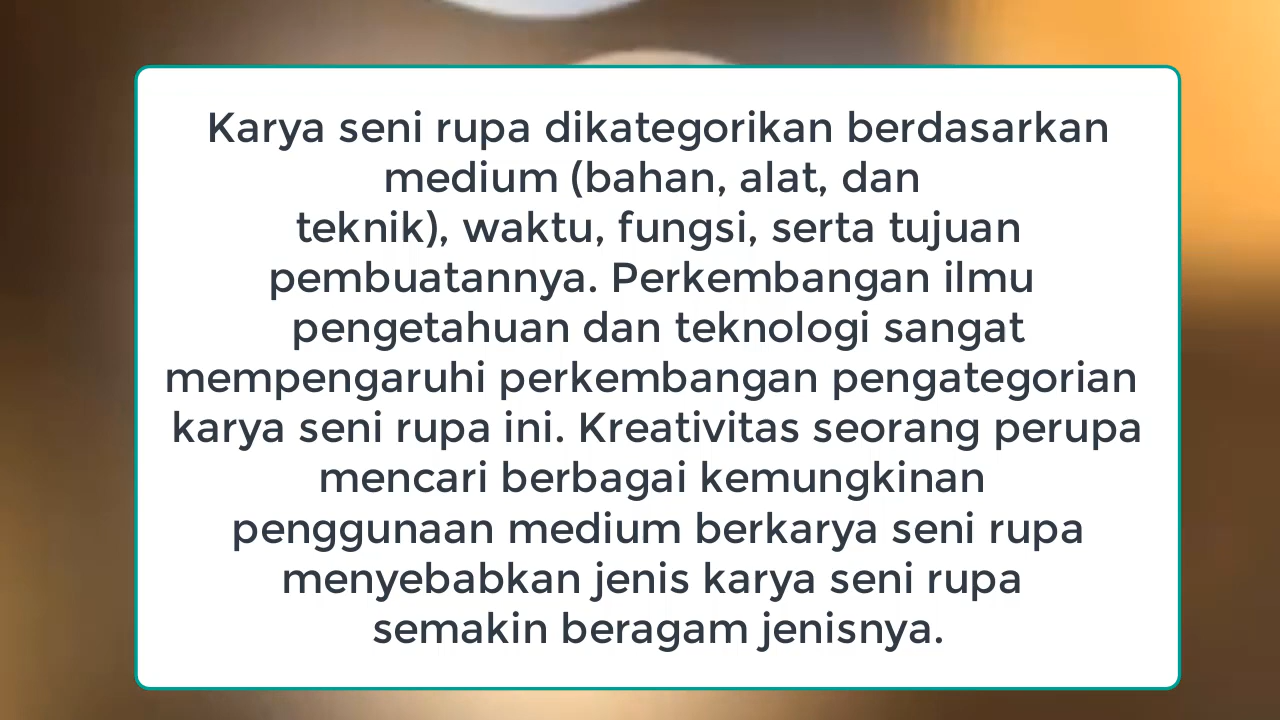 Karya seni rupa dikategorikan berdasarkan
medium (bahan, alat, dan
teknik), waktu, fungsi, serta tujuan
pembuatannya. Perkembangan ilmu
pengetahuan dan teknologi sangat
mempengaruhi perkembangan pengategorian
karya seni rupa ini. Kreativitas seorang perupa
mencari berbagai kemungkinan
penggunaan medium berkarya seni rupa
menyebabkan jenis karya seni rupa
semakin beragam jenisnya.